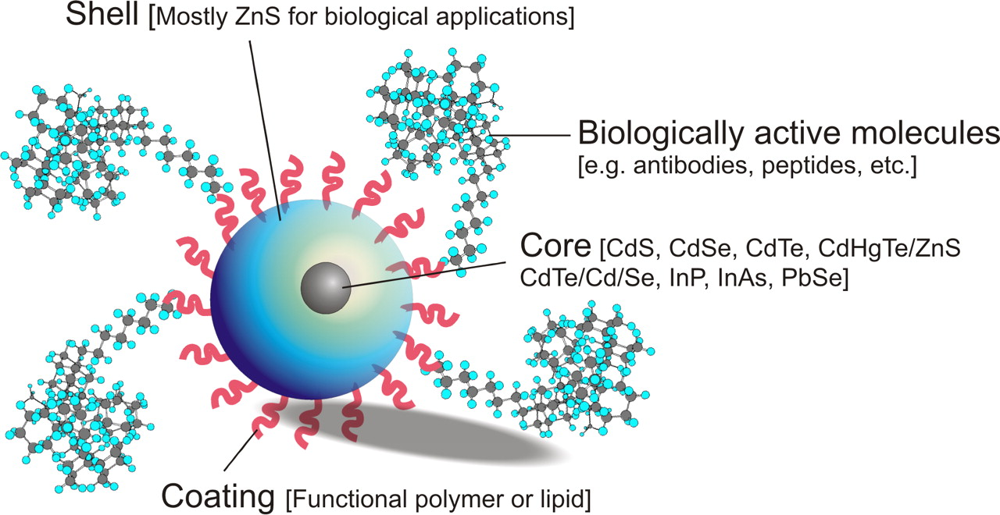 Shell [Mostly ZnS for biological applications]
Biologically active molecules
[e.g. antibodies, peptides, etc.]
Core [CdS, CdSe, CdTe, CdHgTe/ZnS
CdTe/Cd/Se, InP, InAs, PbSe]
Coating [Functional polymer or lipid]